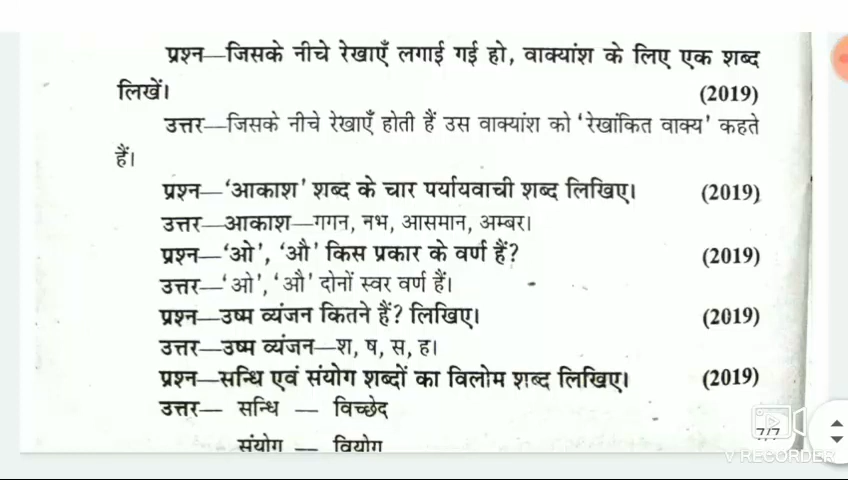 प्रश्न—जिसके नीचे रेखाएँ लगाई गई हो, वाक्यांश के लिए एक शब्द
लिखें। (2019)
उत्तर—जिसके नीचे रेखाएँ होती हैं उस वाक्यांश को ‘रेखांकित वाक्य’ कहते
हैं।
प्रश्न—‘आकाश’ शब्द के चार पर्यायवाची शब्द लिखिए। (2019)
उत्तर—आकाश—गगन, नभ, आसमान, अम्बर।
प्रश्न—‘ओ’, ‘औ’ किस प्रकार के वर्ण हैं? (2019)
उत्तर—‘ओ’, ‘औ’ दोनों स्वर वर्ण हैं।
प्रश्न—उष्म व्यंजन कितने हैं? लिखिए। (2019)
उत्तर—उष्म व्यंजन—श, ष, स, ह।
प्रश्न—सन्धि एवं संयोग शब्दों का विलोम शब्द लिखिए। (2019)
उत्तर— सन्धि — विच्छेद
संयोग — वियोग
7/7
V RECORDER